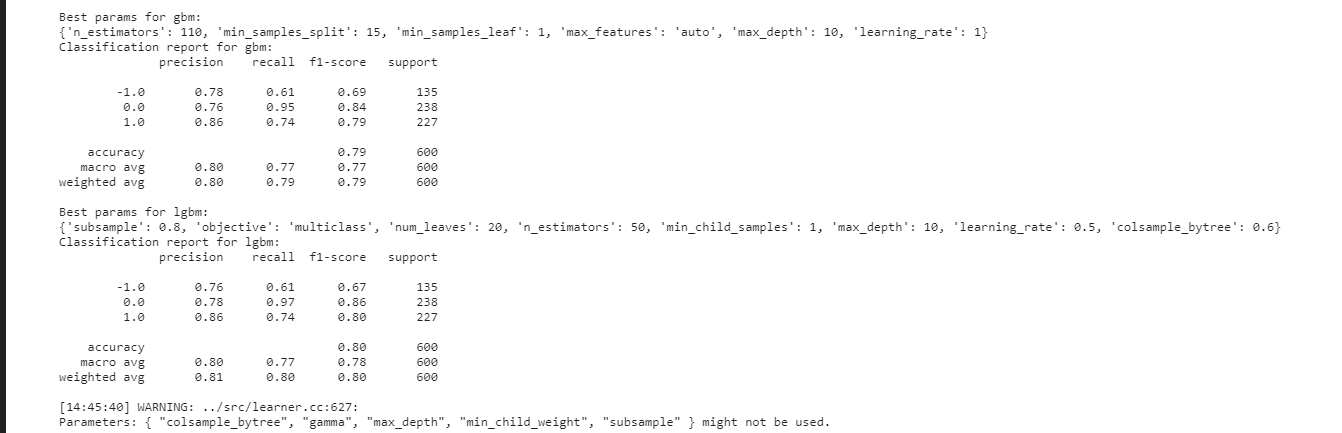 Best params for gbm:
{'n_estimators': 110, 'min_samples_split': 15, 'min_samples_leaf': 1, 'max_features': 'auto', 'max_depth': 10, 'learning_rate': 1}
Classification report for gbm:
precision recall f1-score support
-1.0 0.78 0.61 0.69 135
0.0 0.76 0.95 0.84 238
1.0 0.86 0.74 0.79 227
accuracy 0.79 600
macro avg 0.80 0.77 0.77 600
weighted avg 0.80 0.79 0.79 600
Best params for lgbm:
{'subsample': 0.8, 'objective': 'multiclass', 'num_leaves': 20, 'n_estimators': 50, 'min_child_samples': 1, 'max_depth': 10, 'learning_rate': 0.5, 'colsample_bytree': 0.6}
Classification report for lgbm:
precision recall f1-score support
-1.0 0.76 0.61 0.67 135
0.0 0.78 0.97 0.86 238
1.0 0.86 0.74 0.80 227
accuracy 0.80 600
macro avg 0.80 0.77 0.78 600
weighted avg 0.81 0.80 0.80 600
[14:45:40] WARNING: ../src/learner.cc:627:
Parameters: { "colsample_bytree", "gamma", "max_depth", "min_child_weight", "subsample" } might not be used.